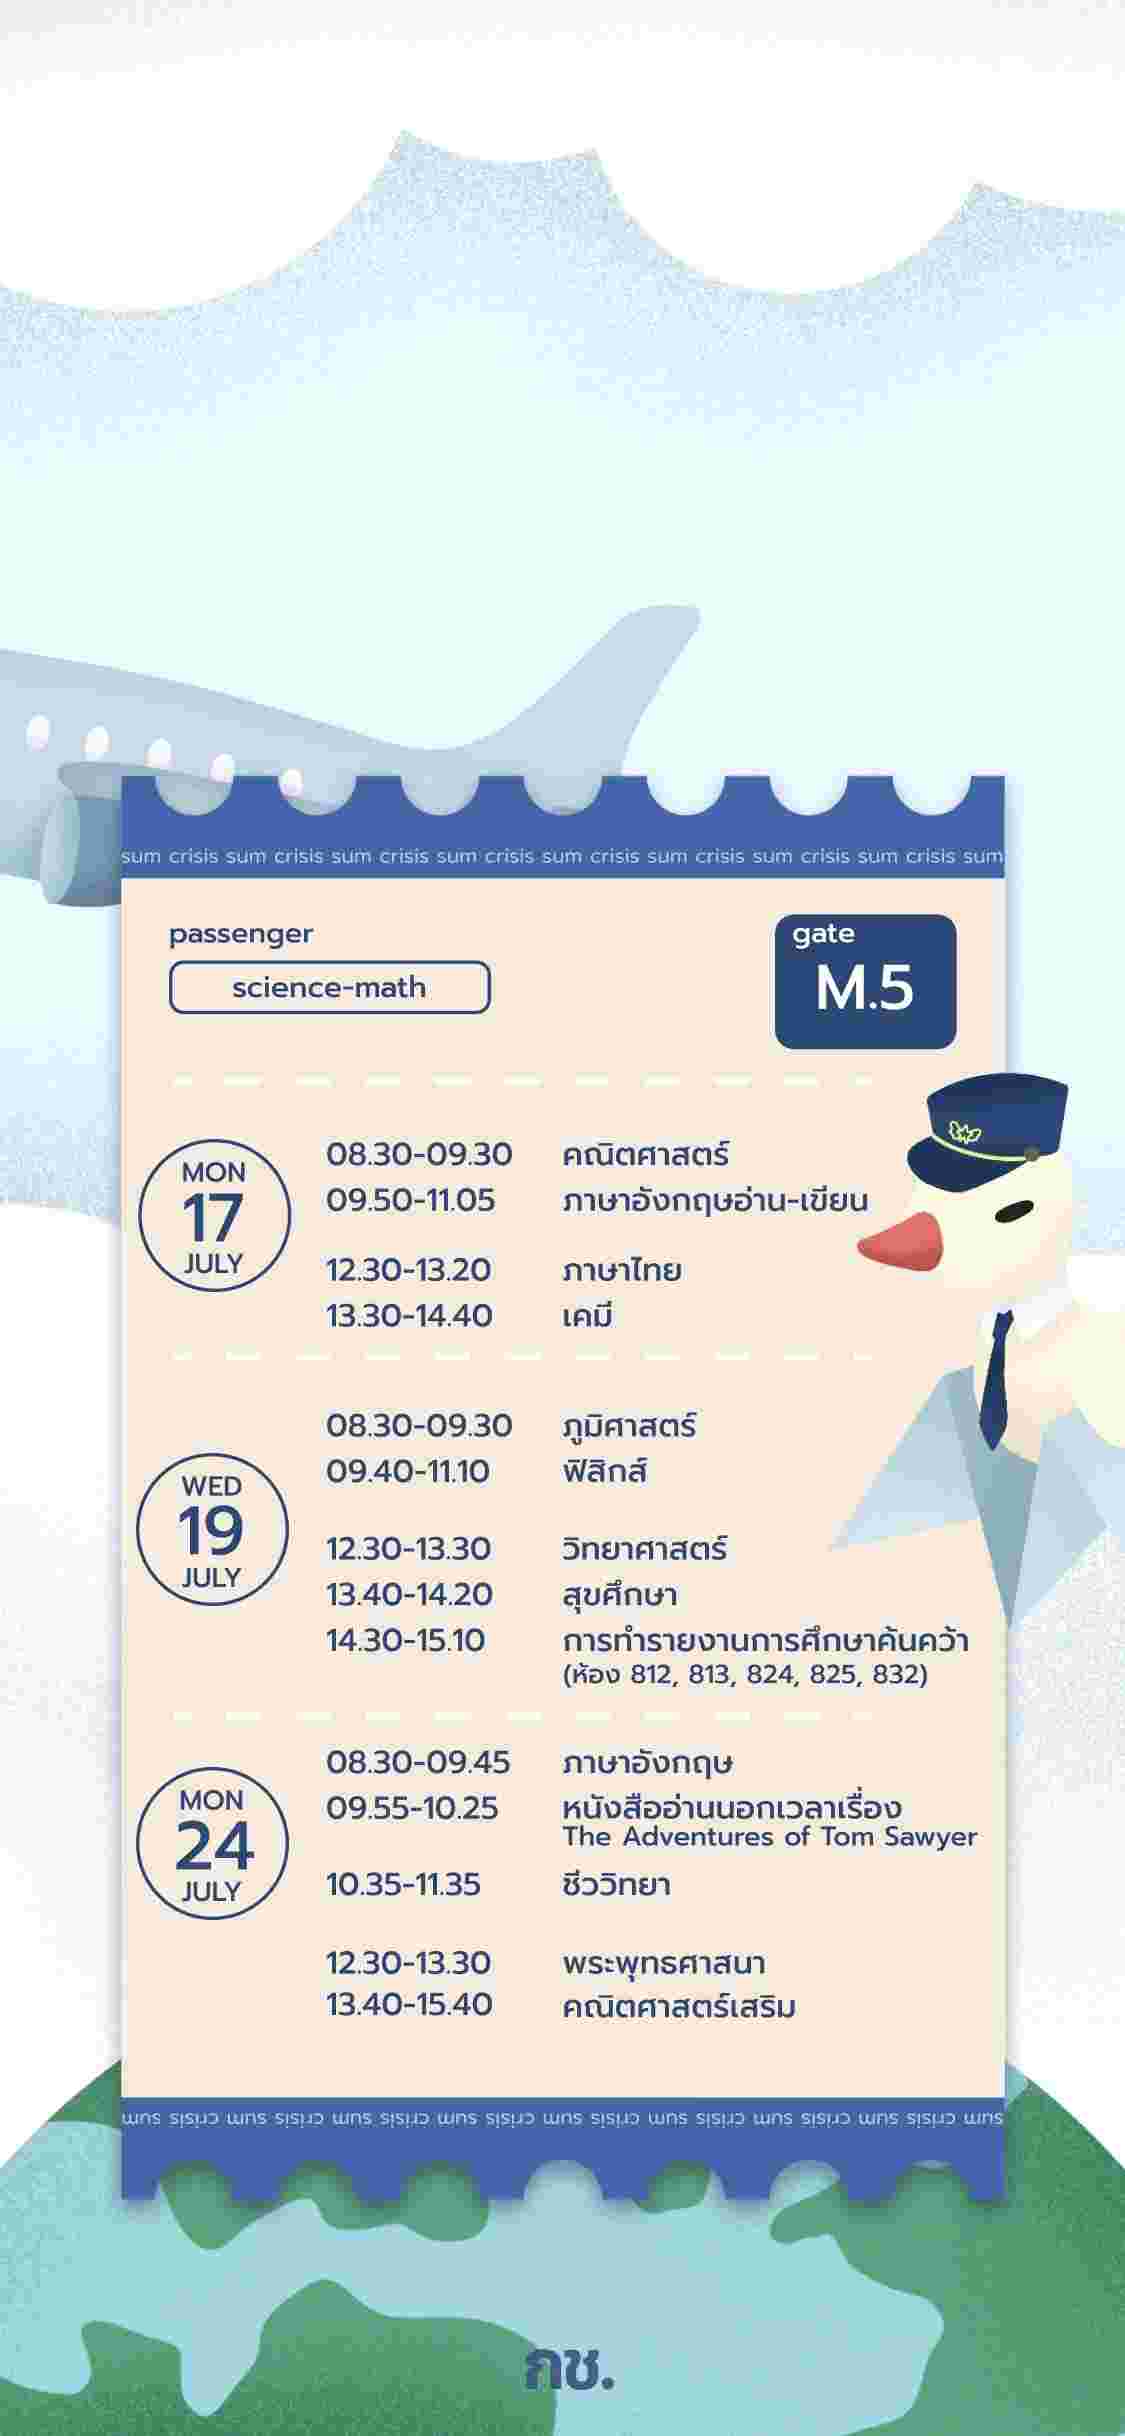 sum crisis sum crisis sum crisis sum crisis sum crisis sum crisis sum crisis sum crisis sum
passenger
science-math
gate
M.5
MON
17
JULY
08.30-09.30 คณิตศาสตร์
09.50-11.05 ภาษาอังกฤษอ่าน-เขียน
12.30-13.20 ภาษาไทย
13.30-14.40 เคมี
WED
19
JULY
08.30-09.30 ภูมิศาสตร์
09.40-11.10 ฟิสิกส์
12.30-13.30 วิทยาศาสตร์
13.40-14.20 สุขศึกษา
14.30-15.10 การทำรายงานการศึกษาค้นคว้า
(ห้อง 812, 813, 824, 825, 832)
MON
24
JULY
08.30-09.45 ภาษาอังกฤษ
09.55-10.25 หนังสืออ่านนอกเวลาเรื่อง
The Adventures of Tom Sawyer
10.35-11.35 ชีววิทยา
12.30-13.30 พระพุทธศาสนา
13.40-15.40 คณิตศาสตร์เสริม
sum crisis sum crisis sum crisis sum crisis sum crisis sum crisis sum crisis sum crisis sum
กช.